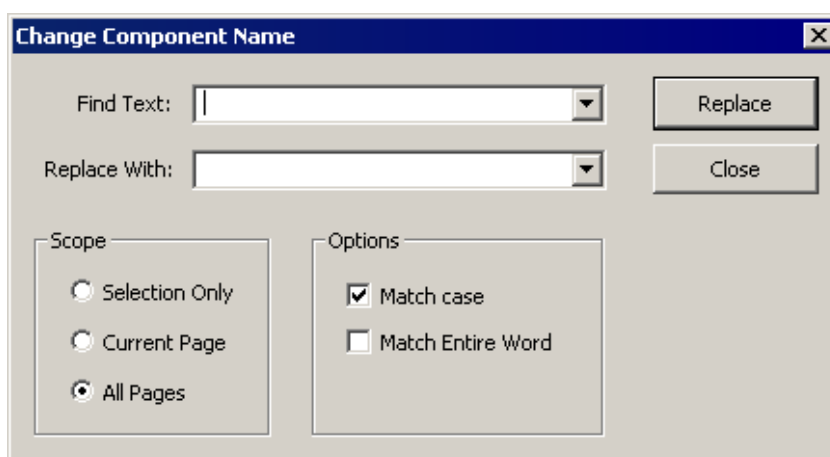 Change Component Name
Find Text:
Replace
Replace With:
Close
Scope
Options
Selection Only
Match case
Current Page
Match Entire Word
All Pages